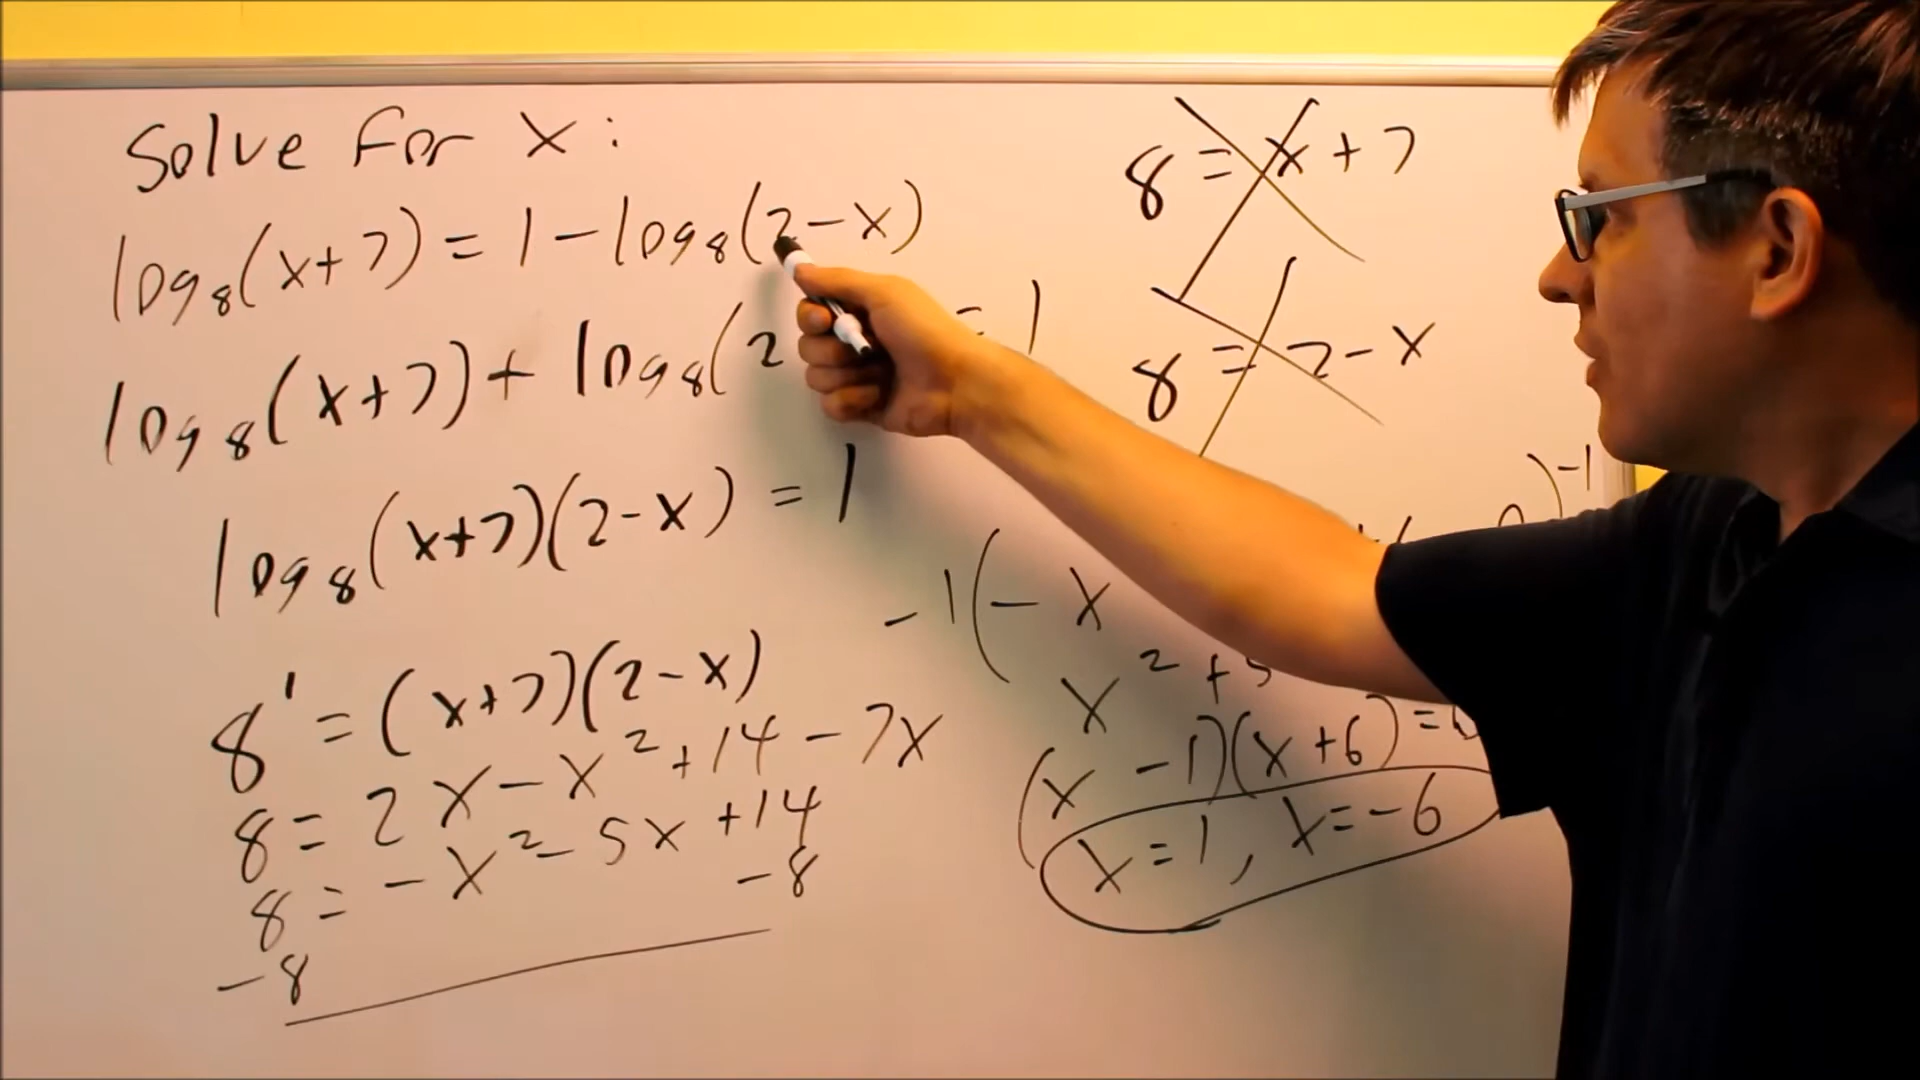 Solve for x:
log₈(x+7) = 1 - log₈(2-x)
log₈(x+7) + log₈(2 = 1
log₈(x+7)(2-x) = 1
8¹ = (x+7)(2-x)
8 = 2x - x² + 14 - 7x
8 = -x² - 5x + 14
-8 -8
8 = x + 7
8 = 2 - x
)-1
-1(-x
x² + 5
(x - 1)(x + 6) = 0
x = 1, x = -6